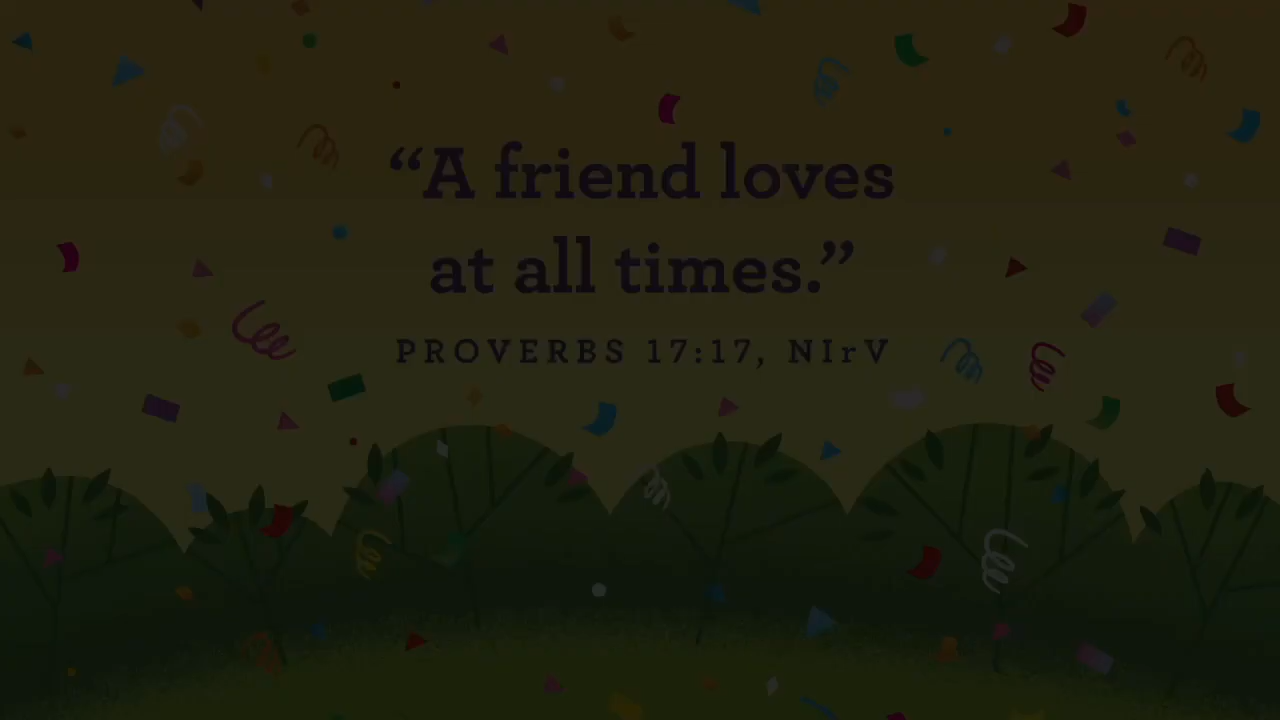 “A friend loves
at all times.”
PROVERBS 17:17, NIrV